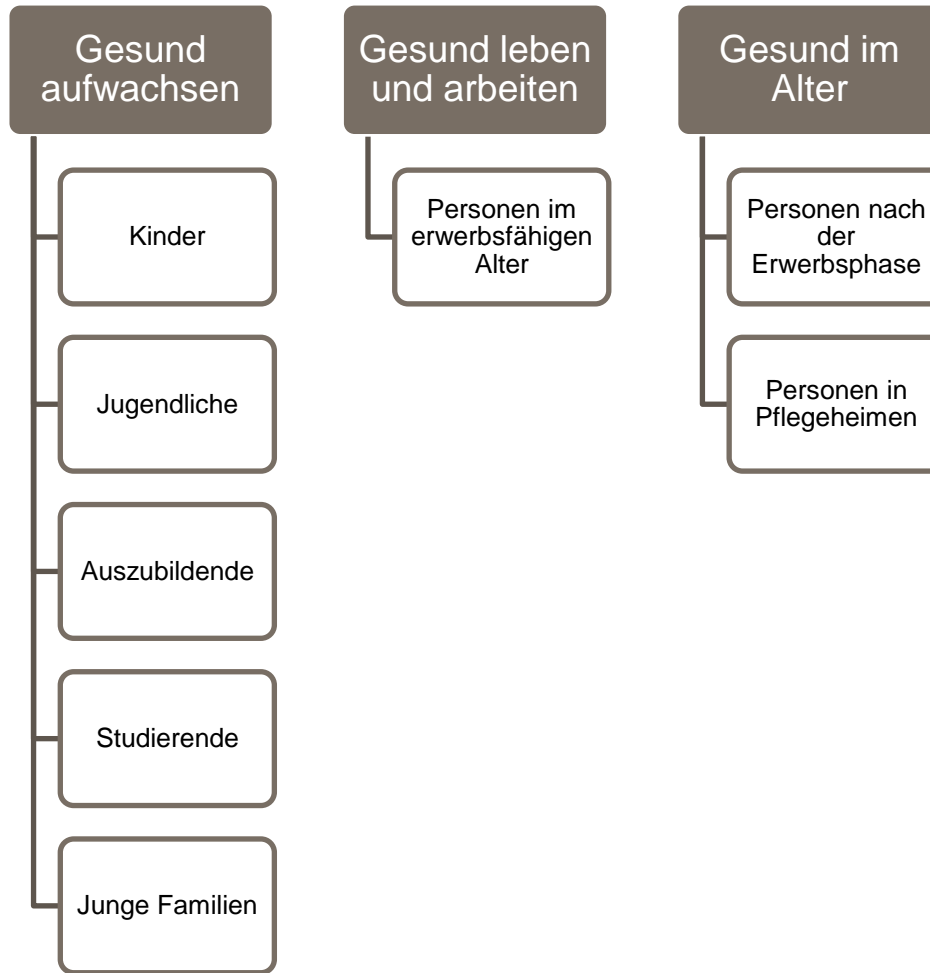 Gesund
aufwachsen
Kinder
Jugendliche
Auszubildende
Studierende
Junge Familien
Gesund leben
und arbeiten
Personen im
erwerbsfähigen
Alter
Gesund im
Alter
Personen nach
der
Erwerbsphase
Personen in
Pflegeheimen